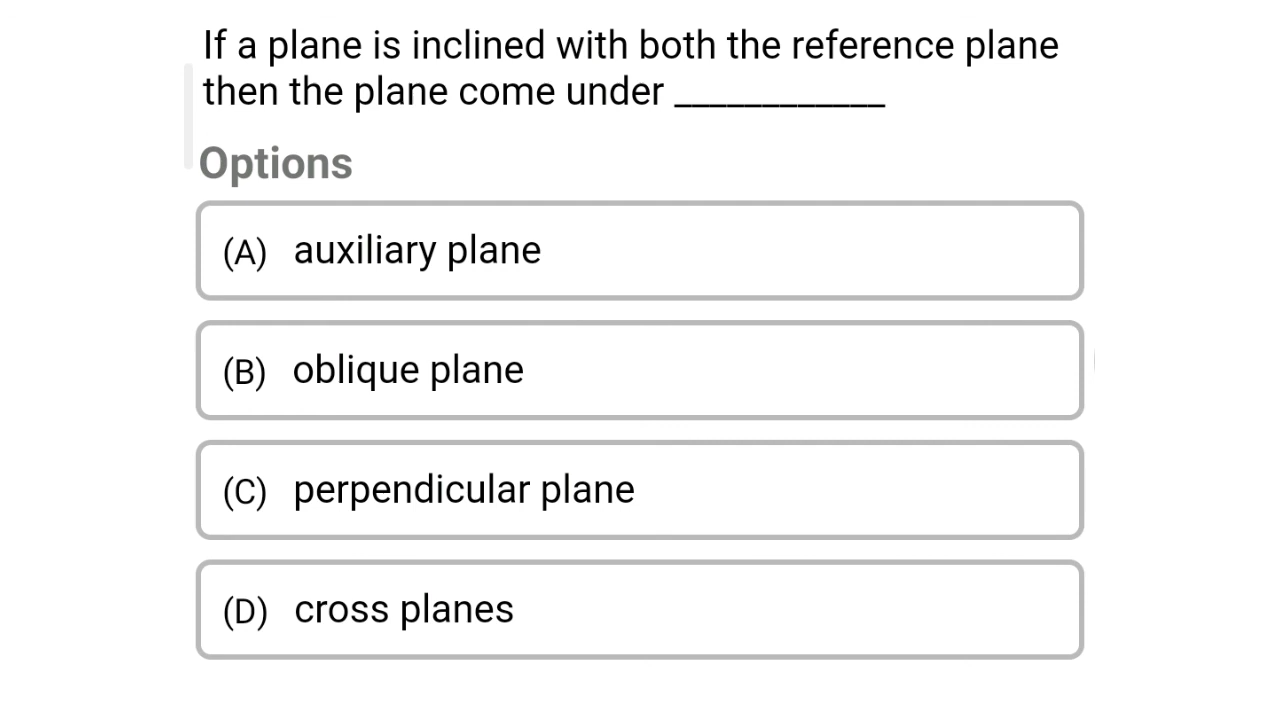 If a plane is inclined with both the reference plane
then the plane come under ____________
Options
(A) auxiliary plane
(B) oblique plane
(C) perpendicular plane
(D) cross planes